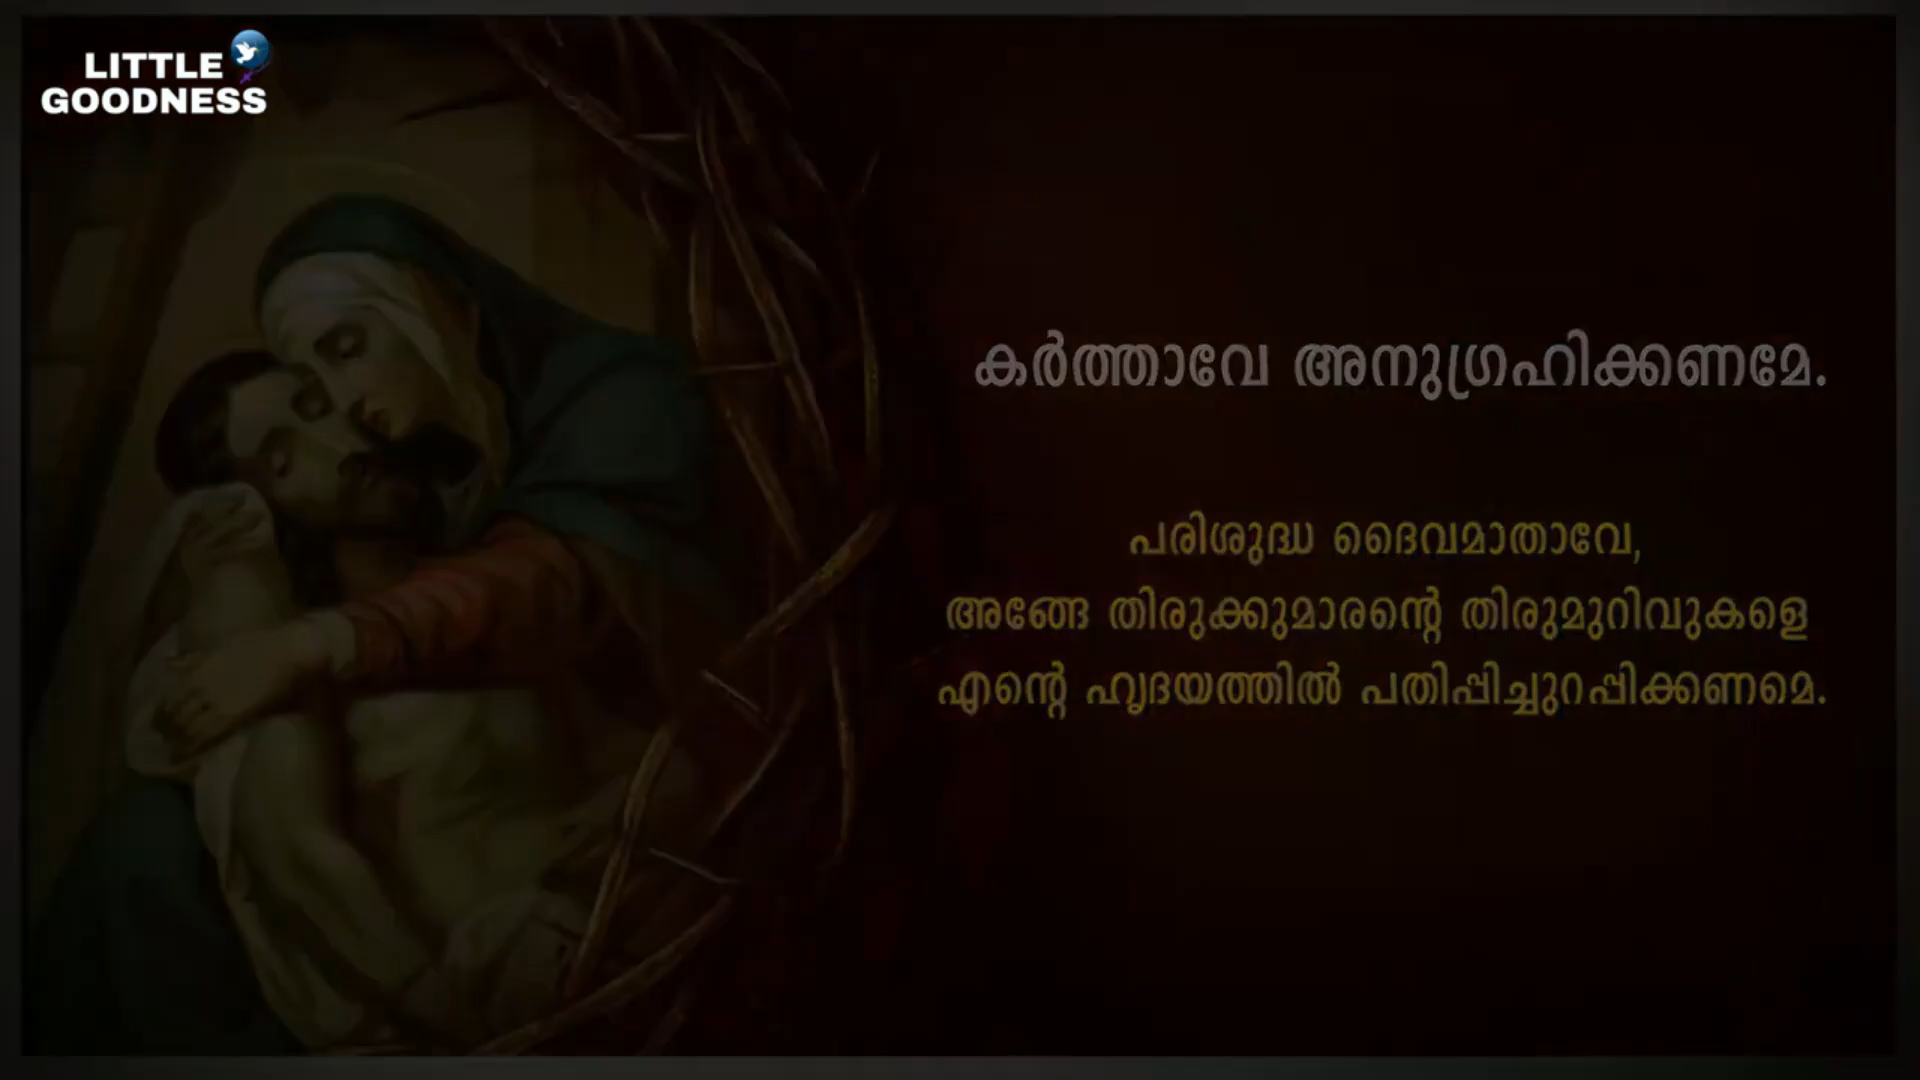 LITTLE
GOODNESS
കർത്താവേ അനുഗ്രഹിക്കണമേ.
പരിശുദ്ധ ദൈവമാതാവേ,
അങ്ങേ തിരുക്കുമാരന്റെ തിരുമുറിവുകളെ
എന്റെ ഹൃദയത്തിൽ പതിപ്പിച്ചുറപ്പിക്കണമെ.